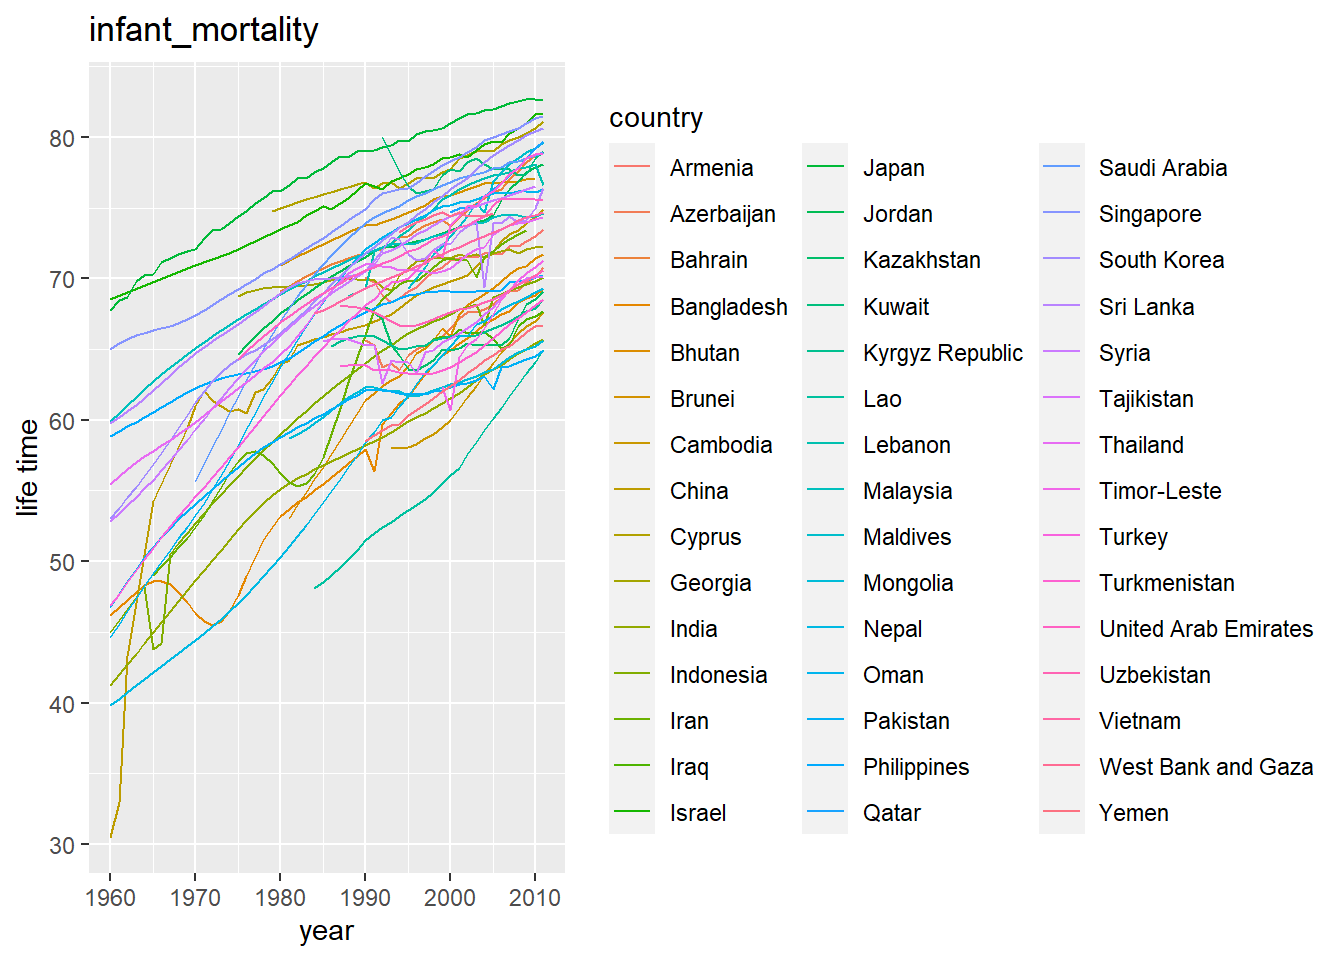 infant_mortality
80
70
60
50
40
30
life time
1960 1970 1980 1990 2000 2010
year
country
Armenia
Azerbaijan
Bahrain
Bangladesh
Bhutan
Brunei
Cambodia
China
Cyprus
Georgia
India
Indonesia
Iran
Iraq
Israel
Japan
Jordan
Kazakhstan
Kuwait
Kyrgyz Republic
Lao
Lebanon
Malaysia
Maldives
Mongolia
Nepal
Oman
Pakistan
Philippines
Qatar
Saudi Arabia
Singapore
South Korea
Sri Lanka
Syria
Tajikistan
Thailand
Timor-Leste
Turkey
Turkmenistan
United Arab Emirates
Uzbekistan
Vietnam
West Bank and Gaza
Yemen